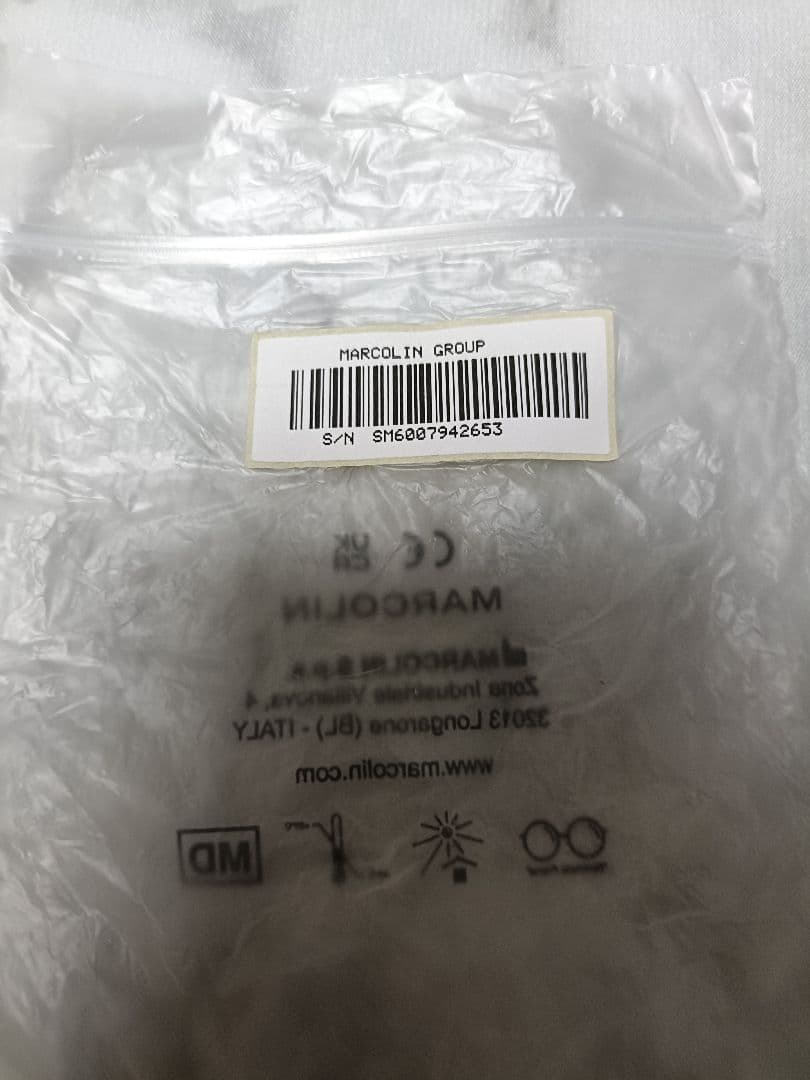 MARCOLIN GROUP
S/N SM6007942653
CE UK CA
MARCOLIN
MARCOLIN S.p.A.
Zona Industriale Villanova, 4
32013 Longarone (BL) - ITALY
www.marcolin.com
MD